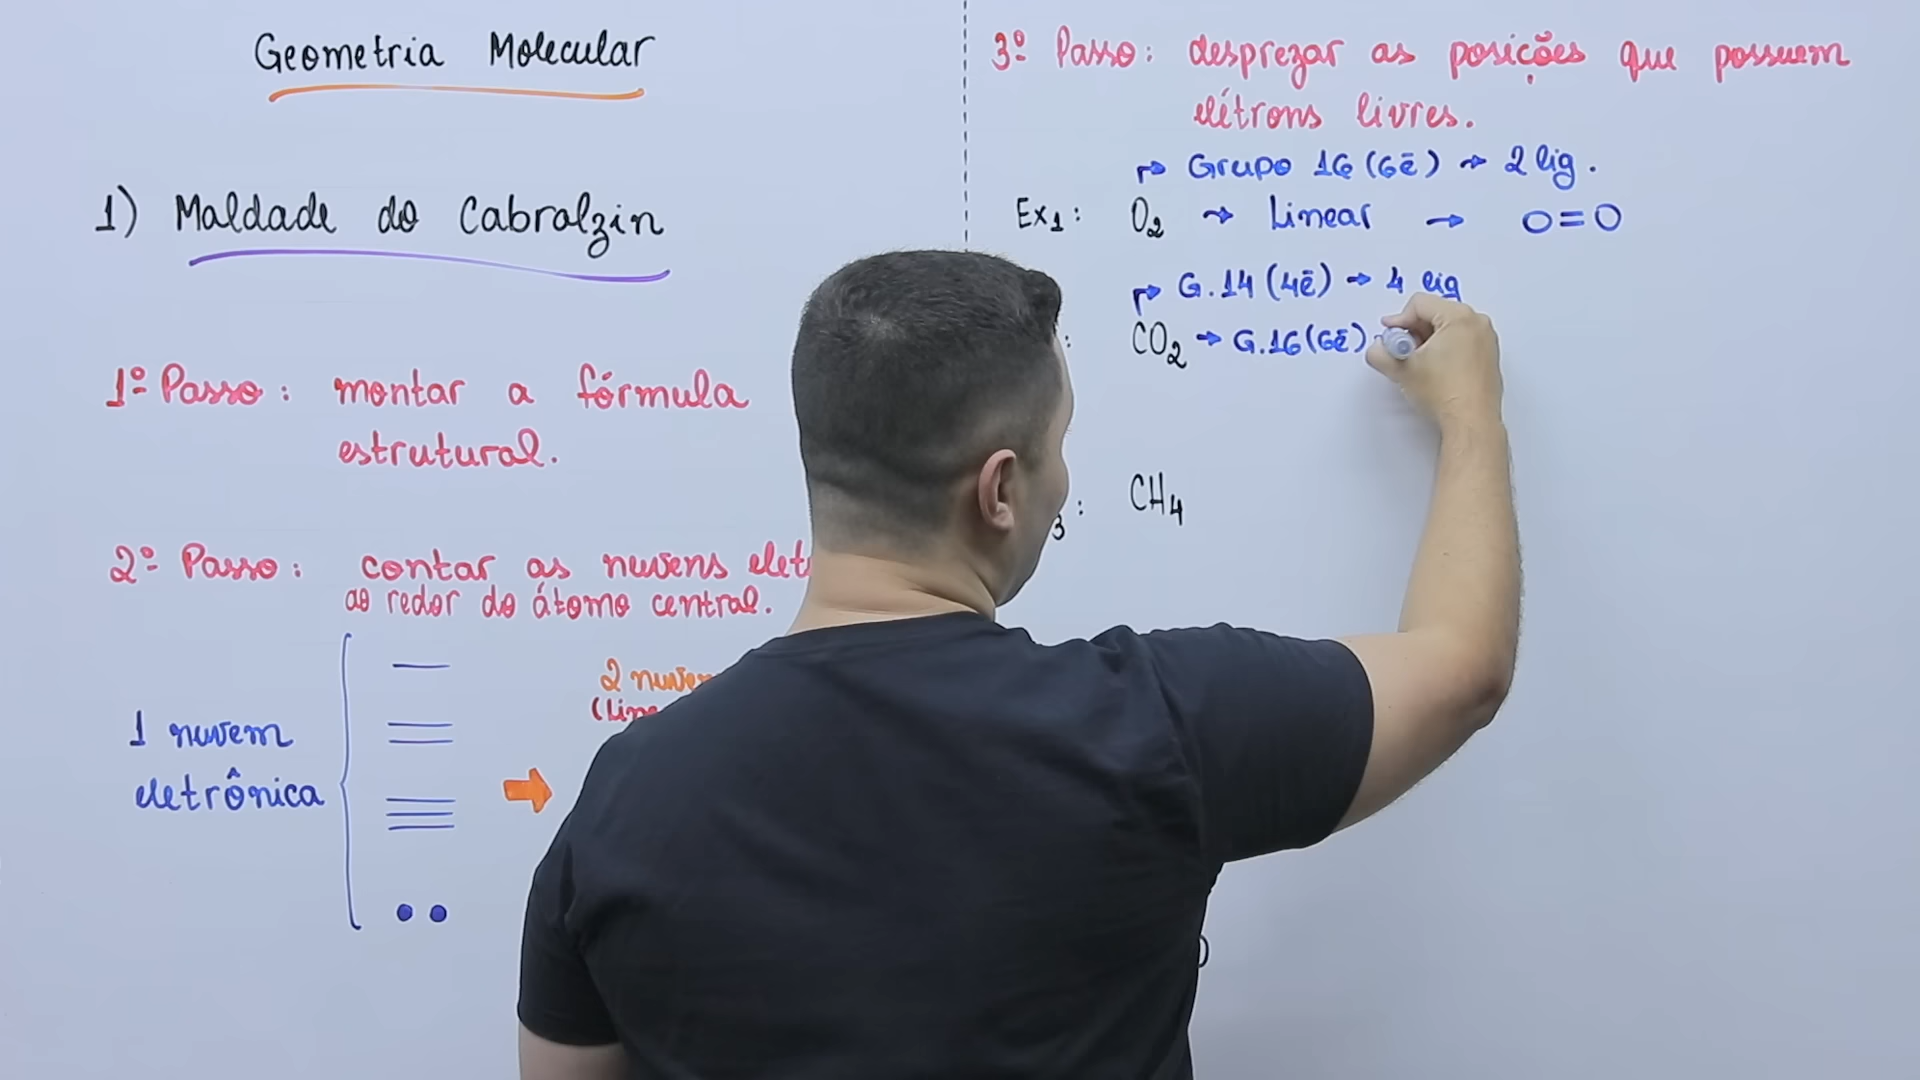 Geometria Molecular
1) Maldade do Cabralzin
1º Passo: montar a fórmula
estrutural.
2º Passo: contar as nuvens
ao redor do átomo central.
1 nuvem
eletrônica
2
3º Passo: desprezar as posições que possuem
elétrons livres.
Grupo 16 (6ē) → 2 lig.
Ex1: O2 → Linear → O=O
G.14 (4ē) → 4 lig
: CO2 → G.16(6ē)
3: CH4